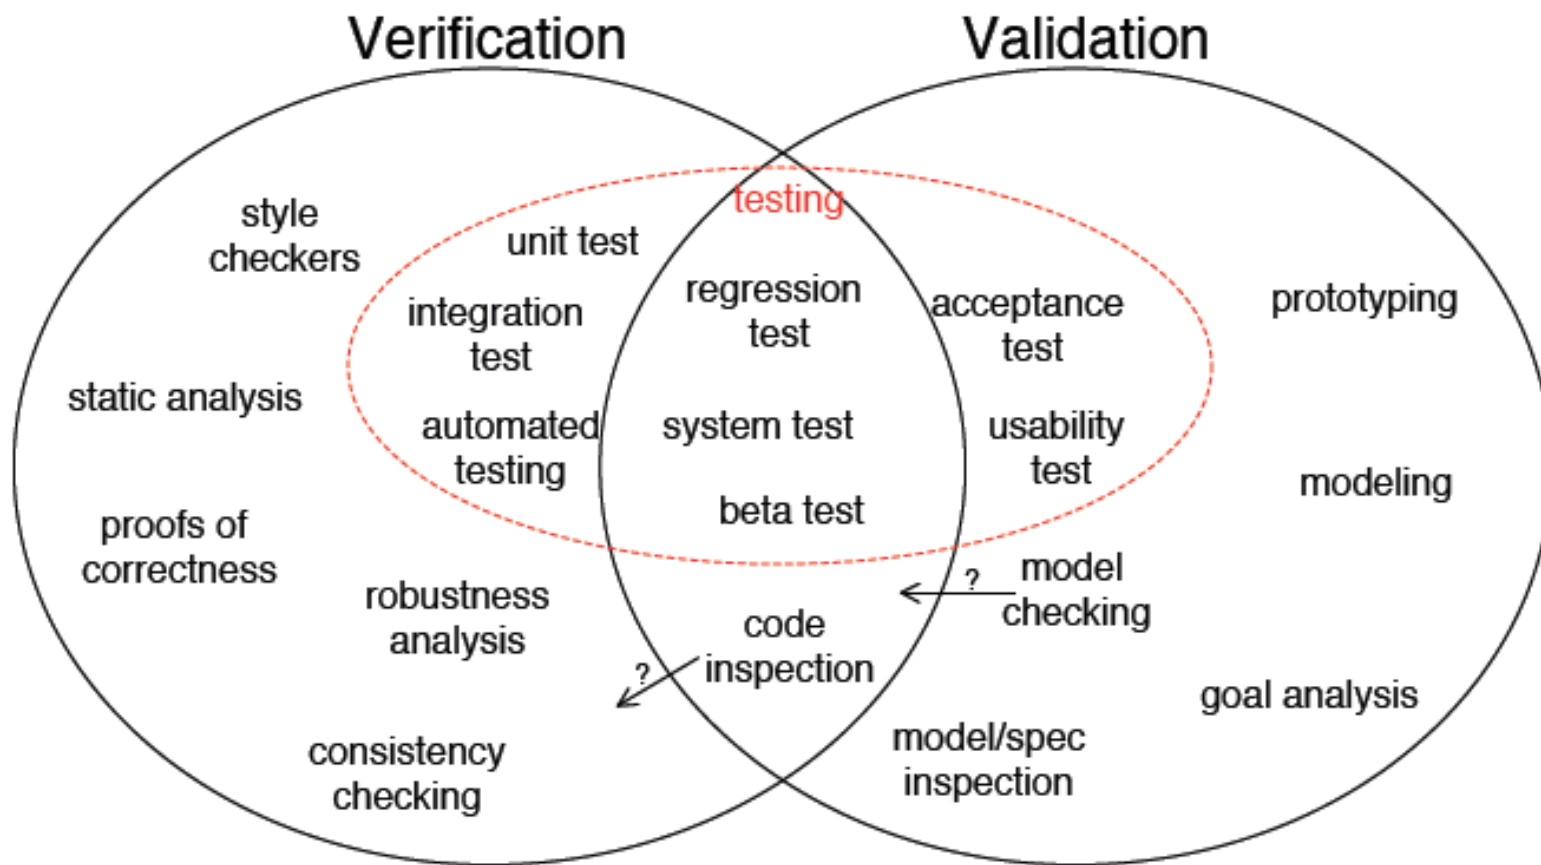 Verification
Validation
testing
style
checkers
unit test
integration
test
static analysis
automated
testing
proofs of
correctness
robustness
analysis
consistency
checking
regression
test
system test
beta test
code
inspection
?
acceptance
test
usability
test
prototyping
modeling
?
model
checking
goal analysis
model/spec
inspection